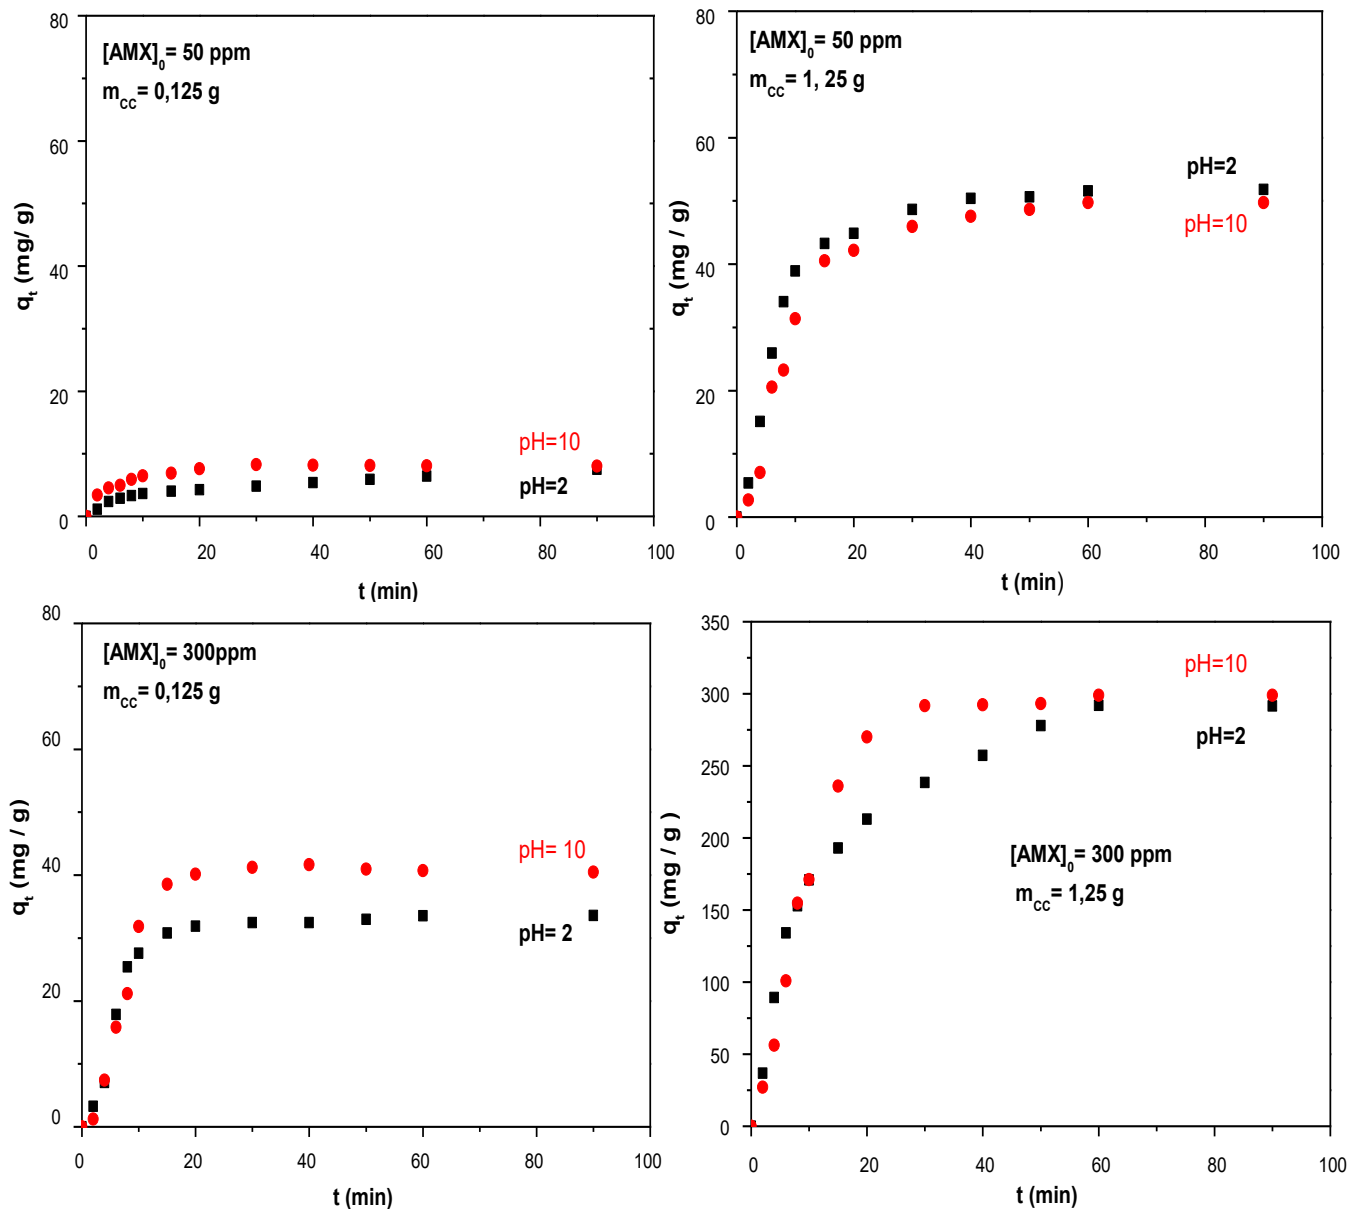 [AMX]0= 50 ppm
mCC= 0,125 g
pH=10
pH=2
qt (mg/ g)
0
20
40
60
80
0 20 40 60 80 100
t (min)
[AMX]0= 50 ppm
mCC= 1, 25 g
pH=2
pH=10
qt (mg / g)
0
20
40
60
80
0 20 40 60 80 100
t (min)
[AMX]0= 300ppm
mCC= 0,125 g
pH= 10
pH= 2
qt (mg / g)
0
20
40
60
80
0 20 40 60 80 100
t (min)
pH=10
pH=2
[AMX]0= 300 ppm
mCC= 1,25 g
qt (mg / g )
0
50
100
150
200
250
300
350
0 20 40 60 80 100
t (min)